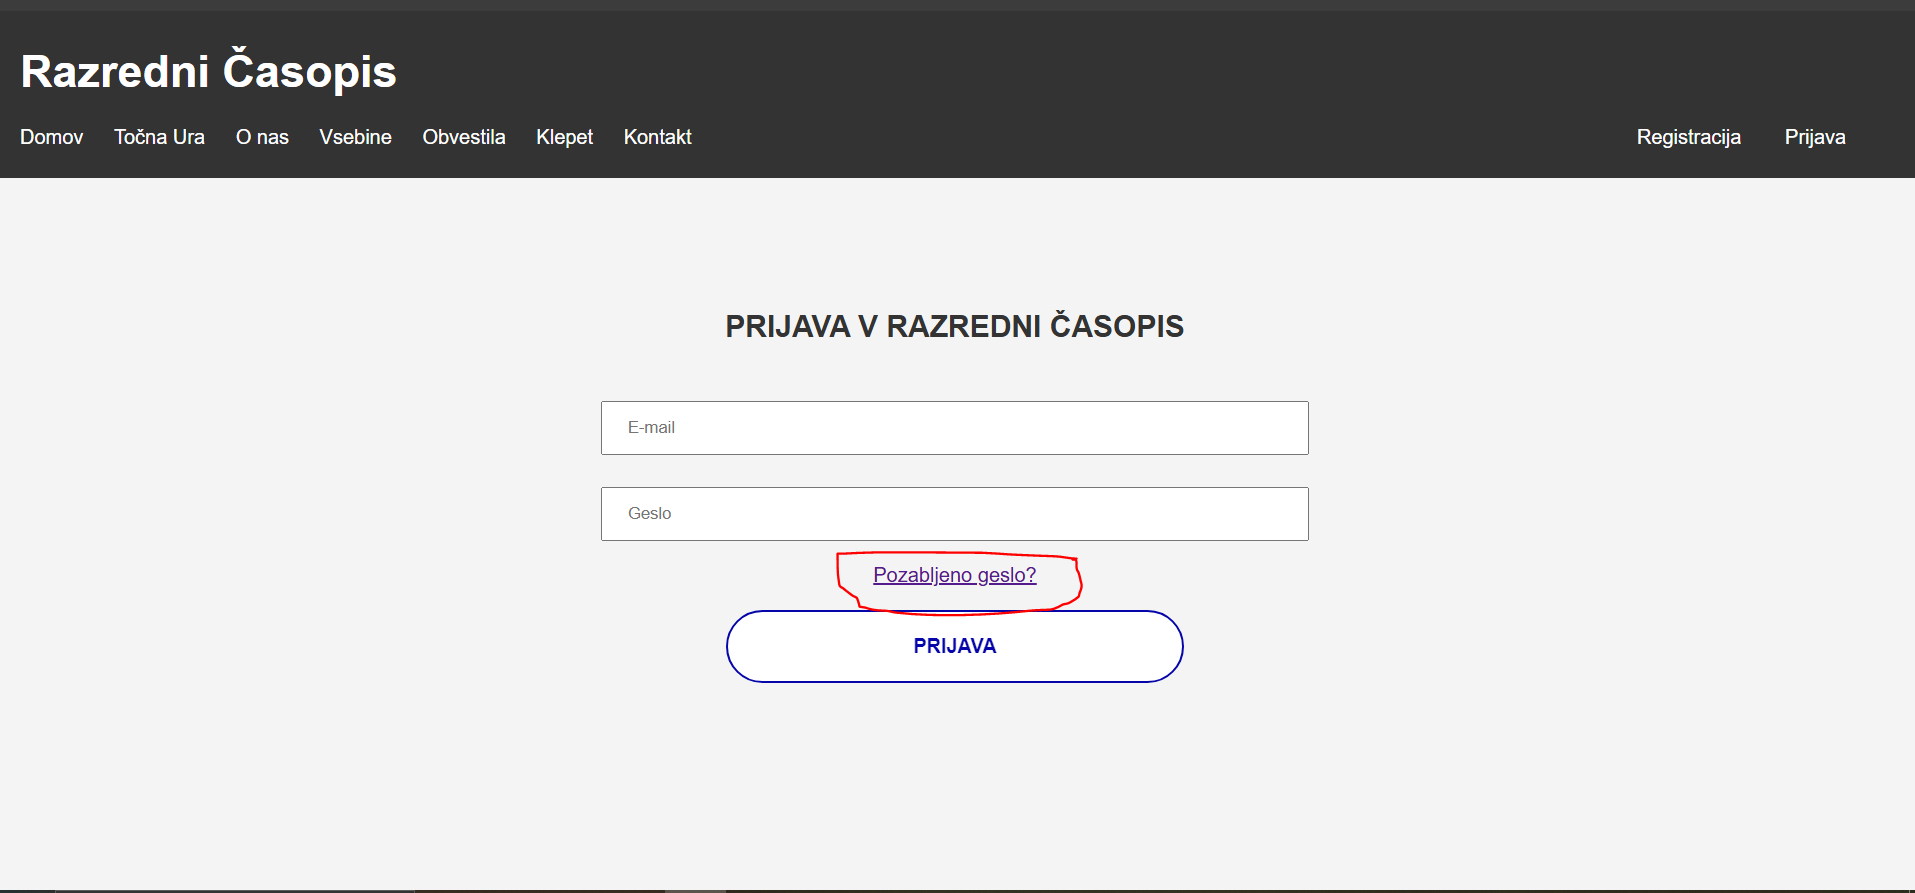 Razredni Časopis
Domov Točna Ura O nas Vsebine Obvestila Klepet Kontakt Registracija Prijava
PRIJAVA V RAZREDNI ČASOPIS
E-mail
Geslo
Pozabljeno geslo?
PRIJAVA